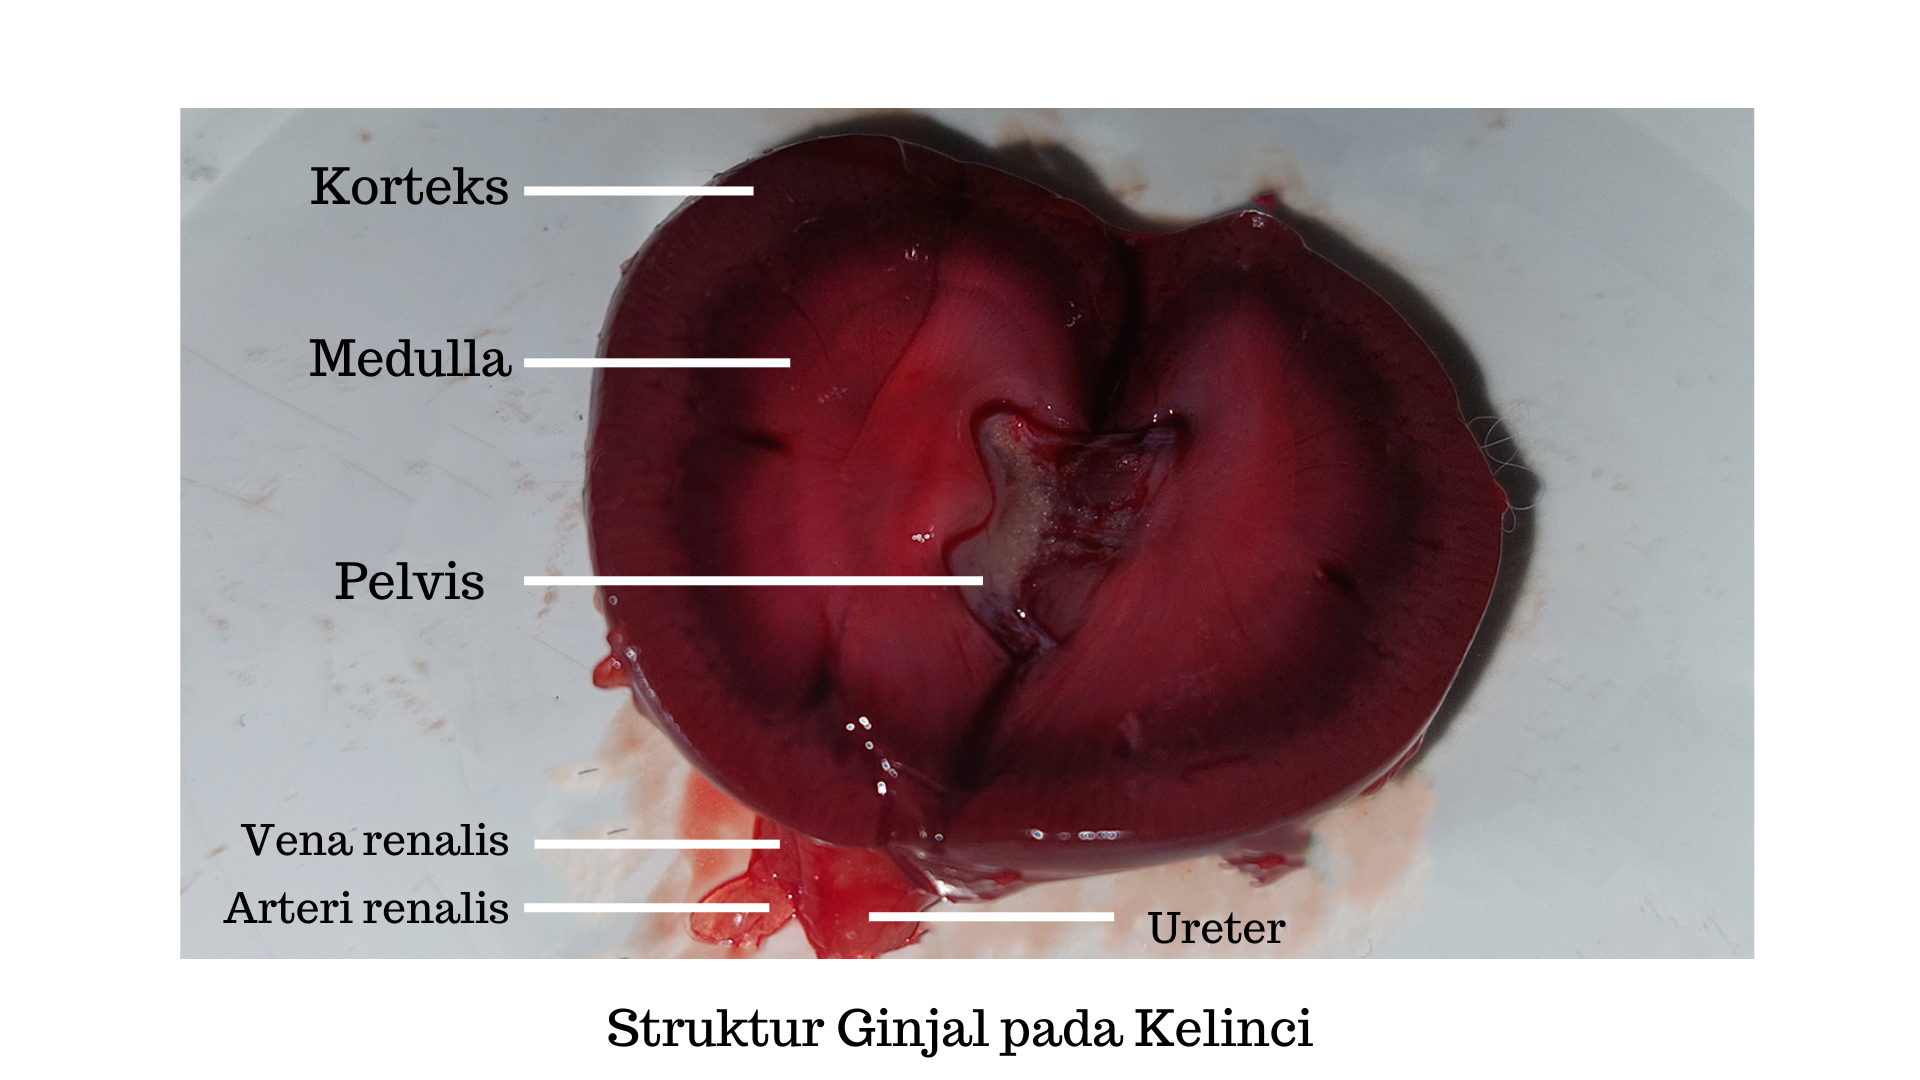 Korteks
Medulla
Pelvis
Vena renalis
Arteri renalis
Ureter
Struktur Ginjal pada Kelinci